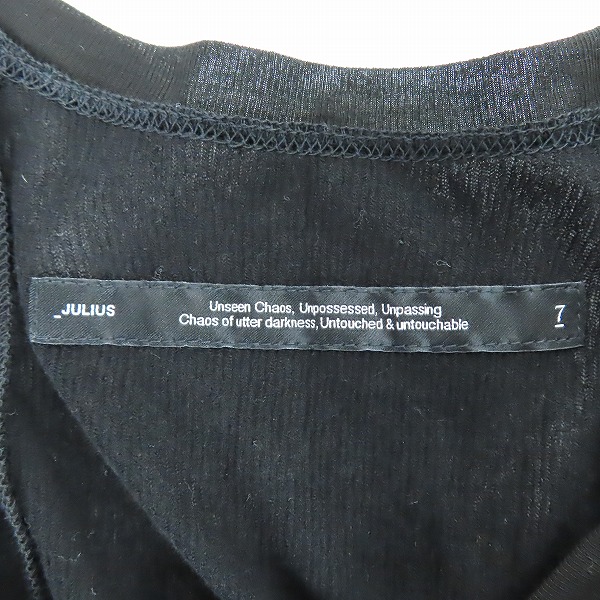 _JULIUS
Unseen Chaos, Unpossessed, Unpassing
Chaos of utter darkness, Untouched & untouchable
7